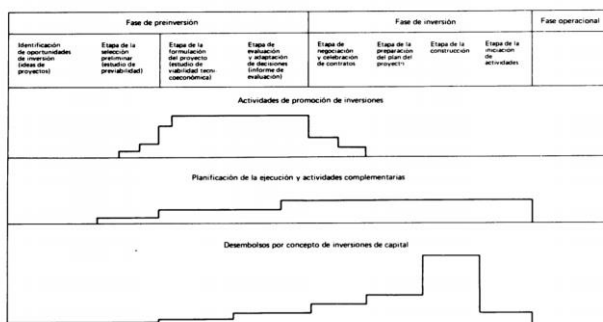 Fase de preinversión
Fase de inversión
Fase operacional
Identificación
de oportunidades
de inversión
(ideas de
proyectos)
Etapa de la
selección
preliminar
(estudio de
previabilidad)
Etapa de la
formulación
del proyecto
(estudio de
viabilidad tecni-
coeconómica)
Etapa de
evaluación
y adaptación
de decisiones
(informe de
evaluación)
Etapa de
negociación
y celebración
de contratos
Etapa de la
preparación
del plan del
proyecto
Etapa de la
construcción
Etapa de la
iniciación
de
actividades
Actividades de promoción de inversiones
Planificación de la ejecución y actividades complementarias
Desembolsos por concepto de inversiones de capital